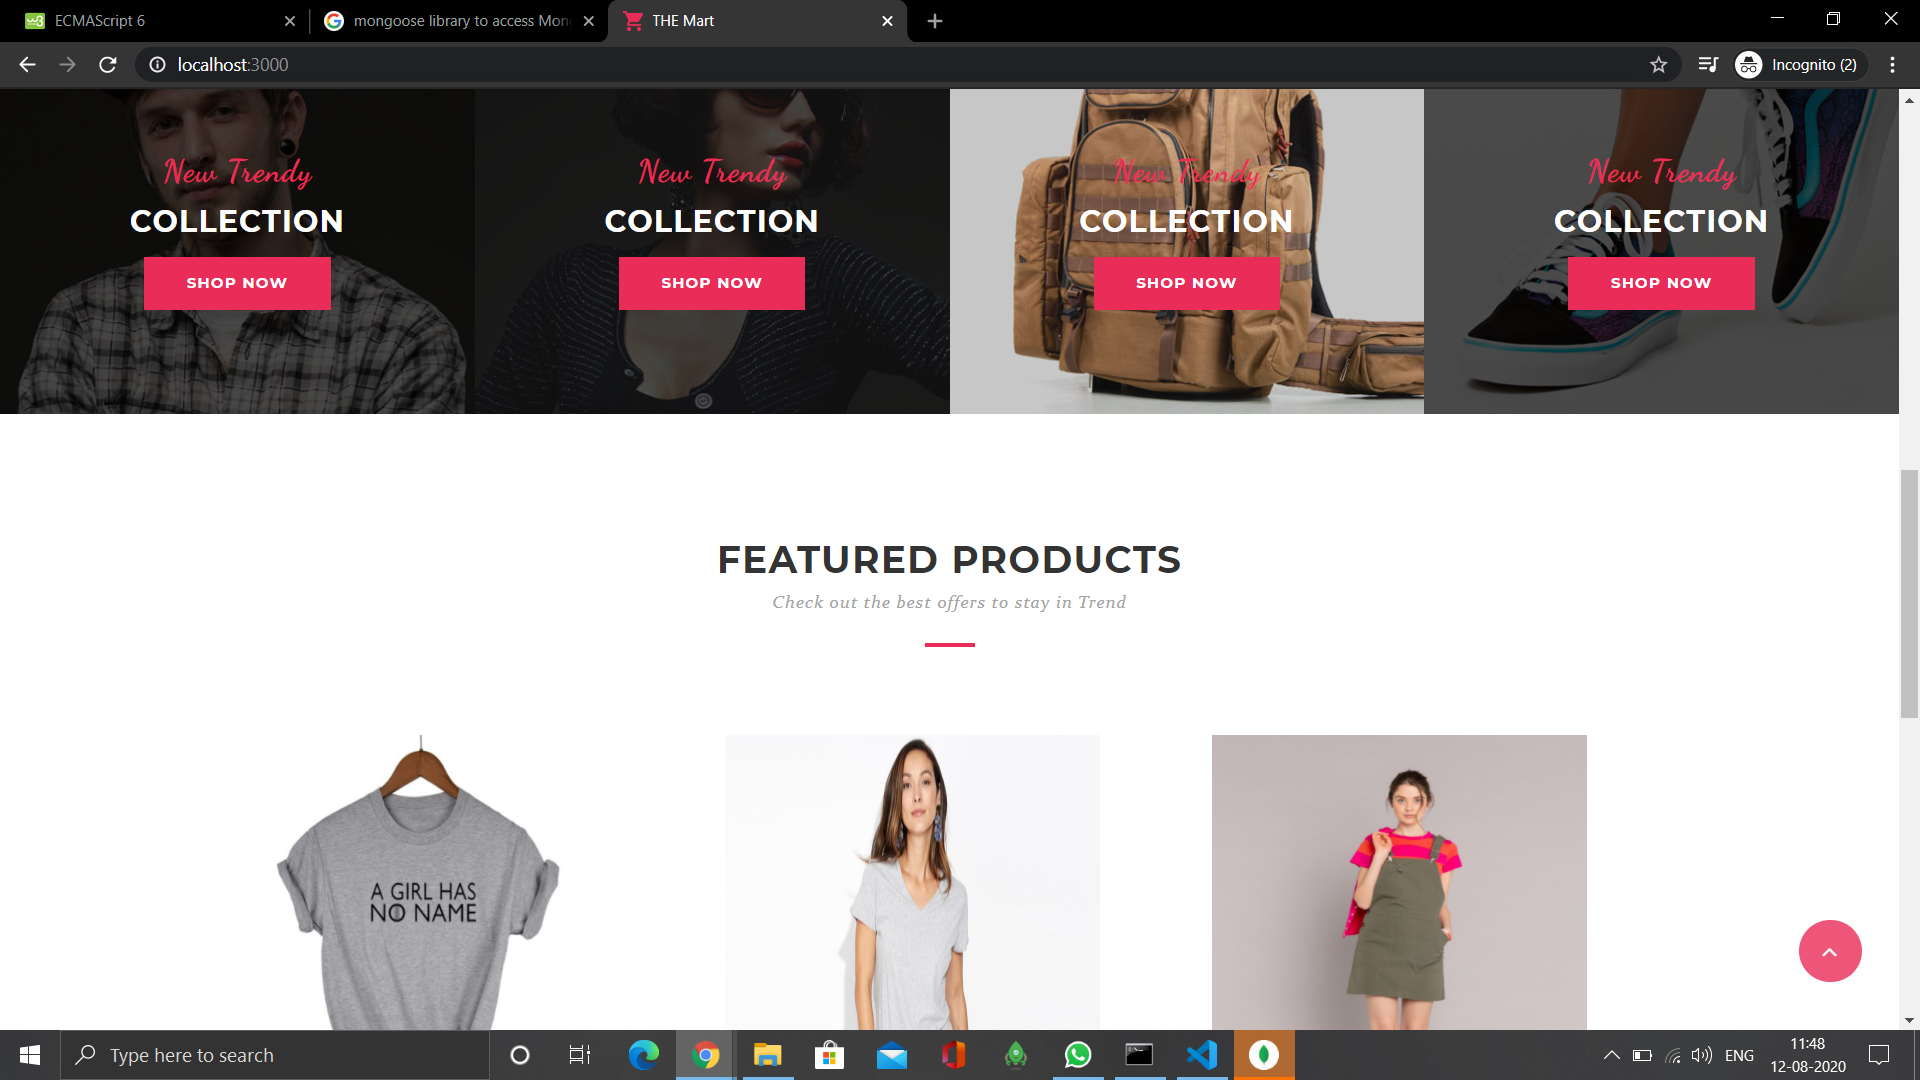 ECMAScript 6
mongoose library to access Mon
THE Mart
localhost:3000
Incognito (2)
New Trendy
COLLECTION
SHOP NOW
New Trendy
COLLECTION
SHOP NOW
New Trendy
COLLECTION
SHOP NOW
New Trendy
COLLECTION
SHOP NOW
FEATURED PRODUCTS
Check out the best offers to stay in Trend
A GIRL HAS
NO NAME
Type here to search
ENG
11:48
12-08-2020